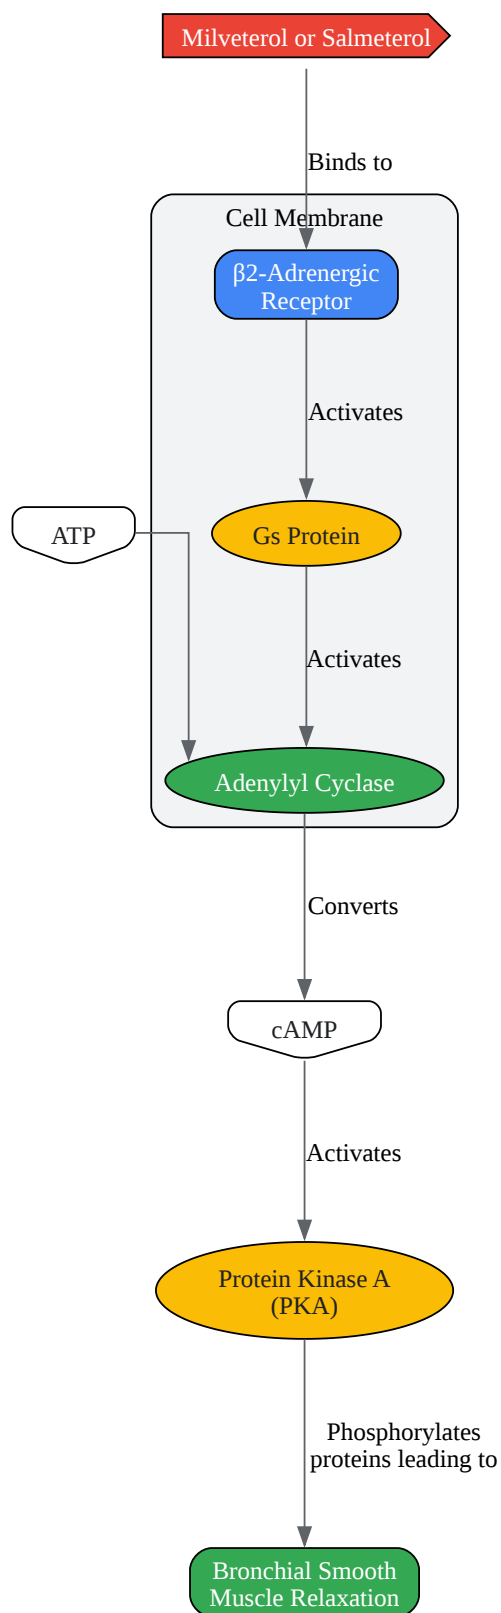 Milveterol or Salmeterol
Binds to
Cell Membrane
β2-Adrenergic
Receptor
Activates
ATP
Gs Protein
Activates
Adenylyl Cyclase
Converts
cAMP
Activates
Protein Kinase A
(PKA)
Phosphorylates
proteins leading to
Bronchial Smooth
Muscle Relaxation